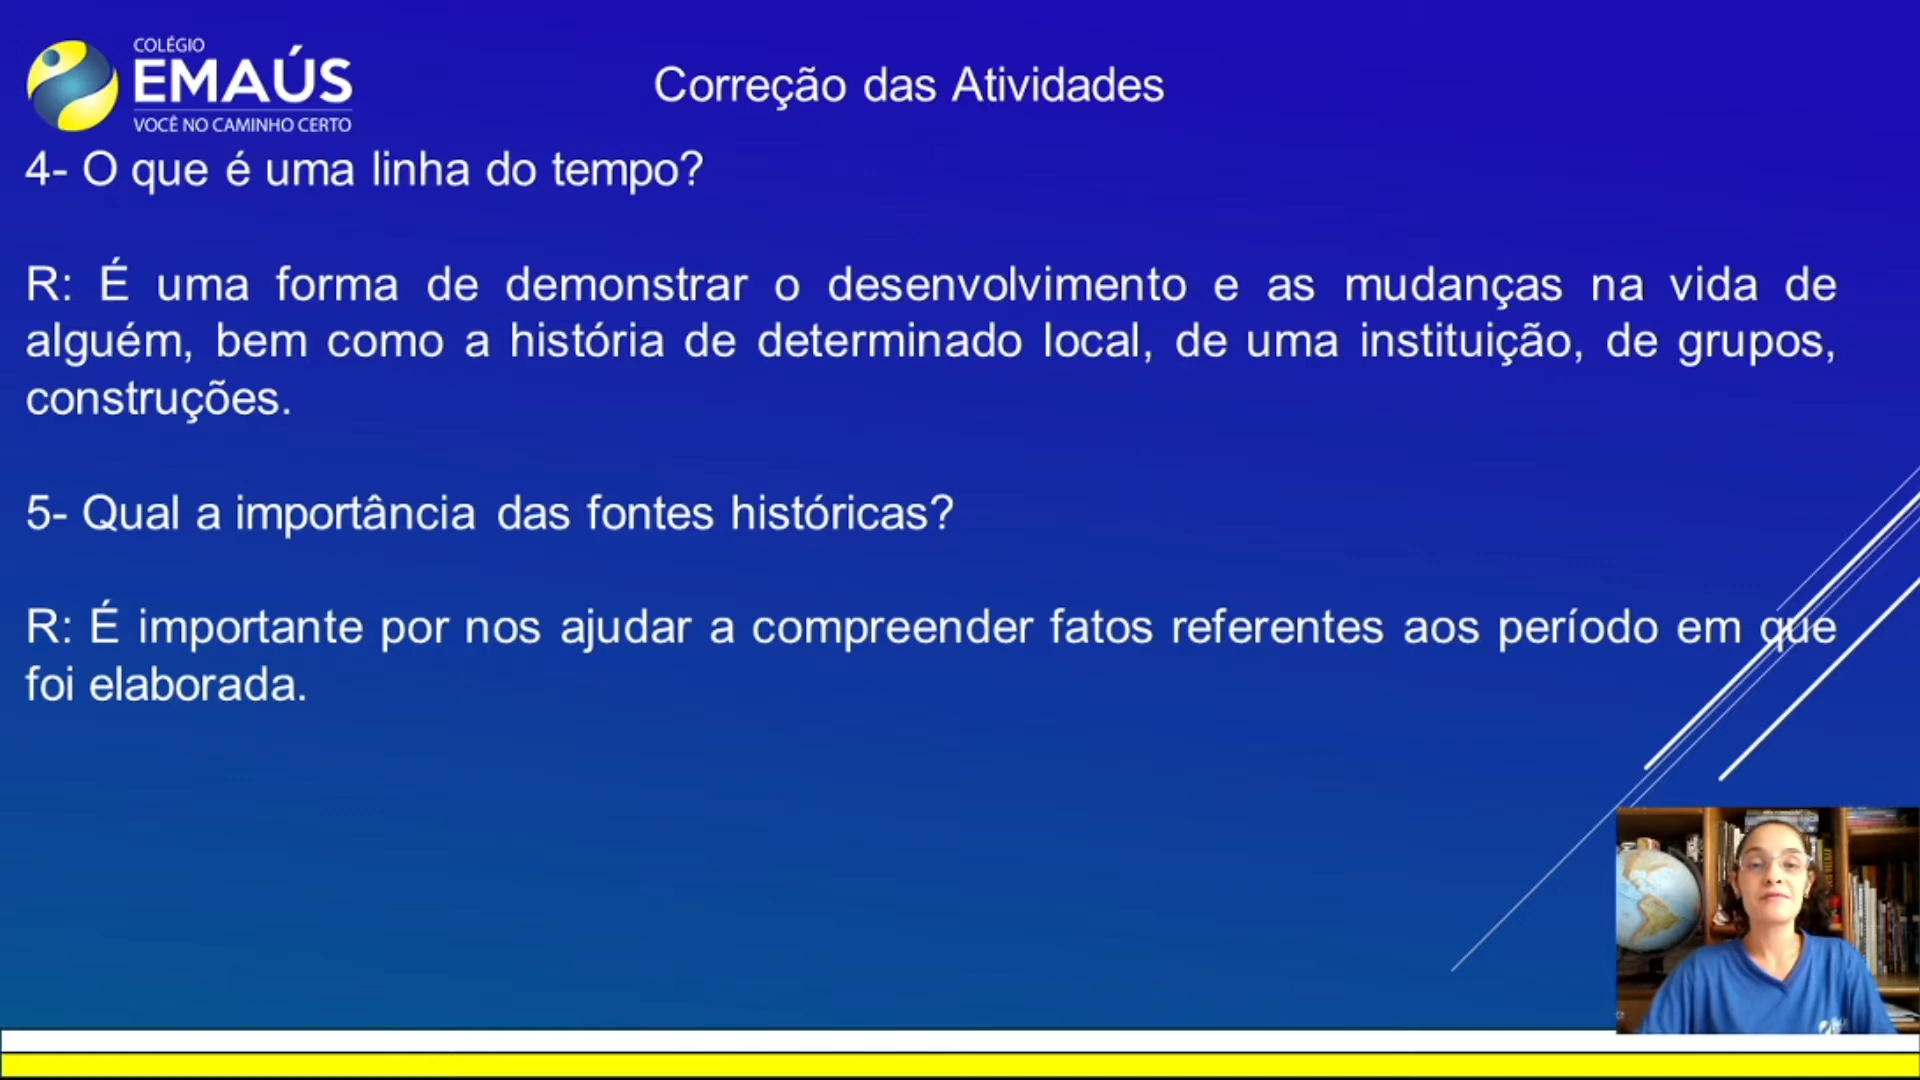 COLÉGIO
EMAÚS
VOCÊ NO CAMINHO CERTO
Correção das Atividades
4- O que é uma linha do tempo?
R: É uma forma de demonstrar o desenvolvimento e as mudanças na vida de
alguém, bem como a história de determinado local, de uma instituição, de grupos,
construções.
5- Qual a importância das fontes históricas?
R: É importante por nos ajudar a compreender fatos referentes aos período em que
foi elaborada.